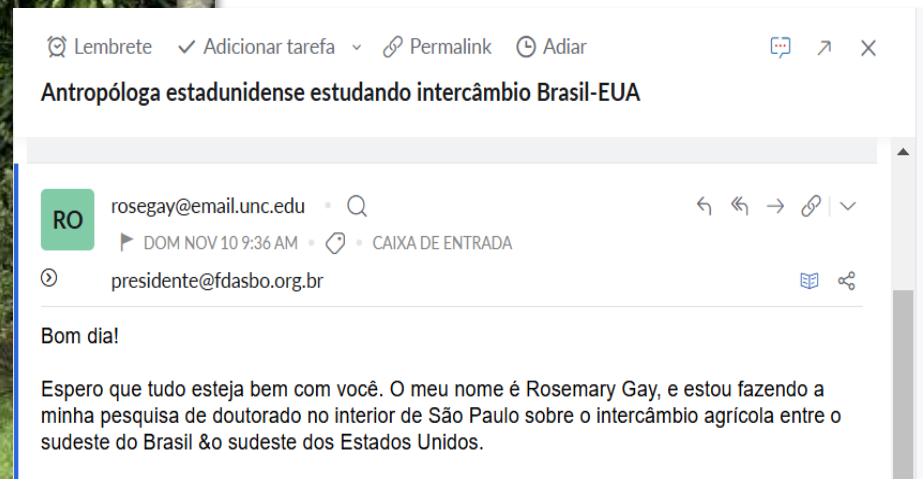 Lembrete Adicionar tarefa Permalink Adiar
Antropóloga estadunidense estudando intercâmbio Brasil-EUA
RO
rosegay@email.unc.edu
DOM NOV 10 9:36 AM • CAIXA DE ENTRADA
presidente@fdasbo.org.br
Bom dia!
Espero que tudo esteja bem com você. O meu nome é Rosemary Gay, e estou fazendo a
minha pesquisa de doutorado no interior de São Paulo sobre o intercâmbio agrícola entre o
sudeste do Brasil &o sudeste dos Estados Unidos.